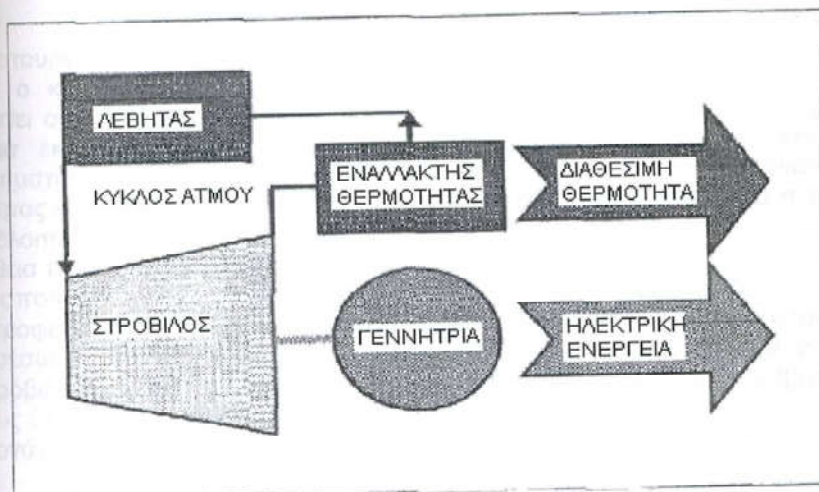 ΛΕΒΗΤΑΣ
ΚΥΚΛΟΣ ΑΤΜΟΥ
ΕΝΑΛΛΑΚΤΗΣ
ΘΕΡΜΟΤΗΤΑΣ
ΔΙΑΘΕΣΙΜΗ
ΘΕΡΜΟΤΗΤΑ
ΣΤΡΟΒΙΛΟΣ
ΓΕΝΝΗΤΡΙΑ
ΗΛΕΚΤΡΙΚΗ
ΕΝΕΡΓΕΙΑ